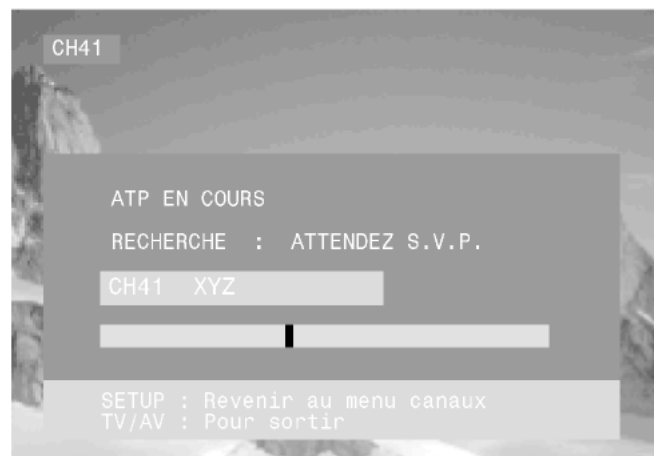 CH41
ATP EN COURS
RECHERCHE : ATTENDEZ S.V.P.
CH41 XYZ
SETUP : Revenir au menu canaux
TV/AV : Pour sortir